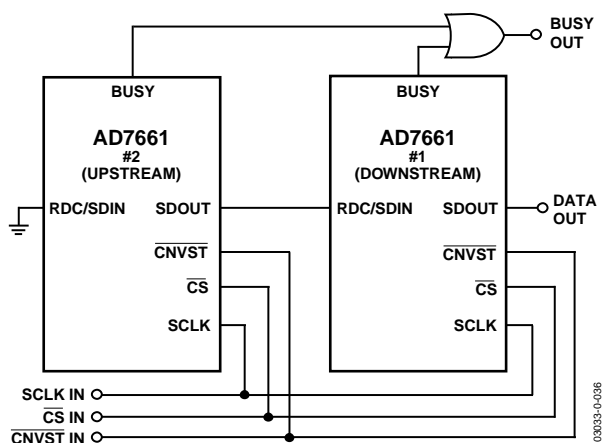 BUSY
OUT
BUSY
BUSY
AD7661
#2
(UPSTREAM)
AD7661
#1
(DOWNSTREAM)
RDC/SDIN SDOUT
RDC/SDIN SDOUT
DATA
OUT
CNVST
CNVST
CS
CS
SCLK
SCLK
SCLK IN
CS IN
CNVST IN
03033-0-036